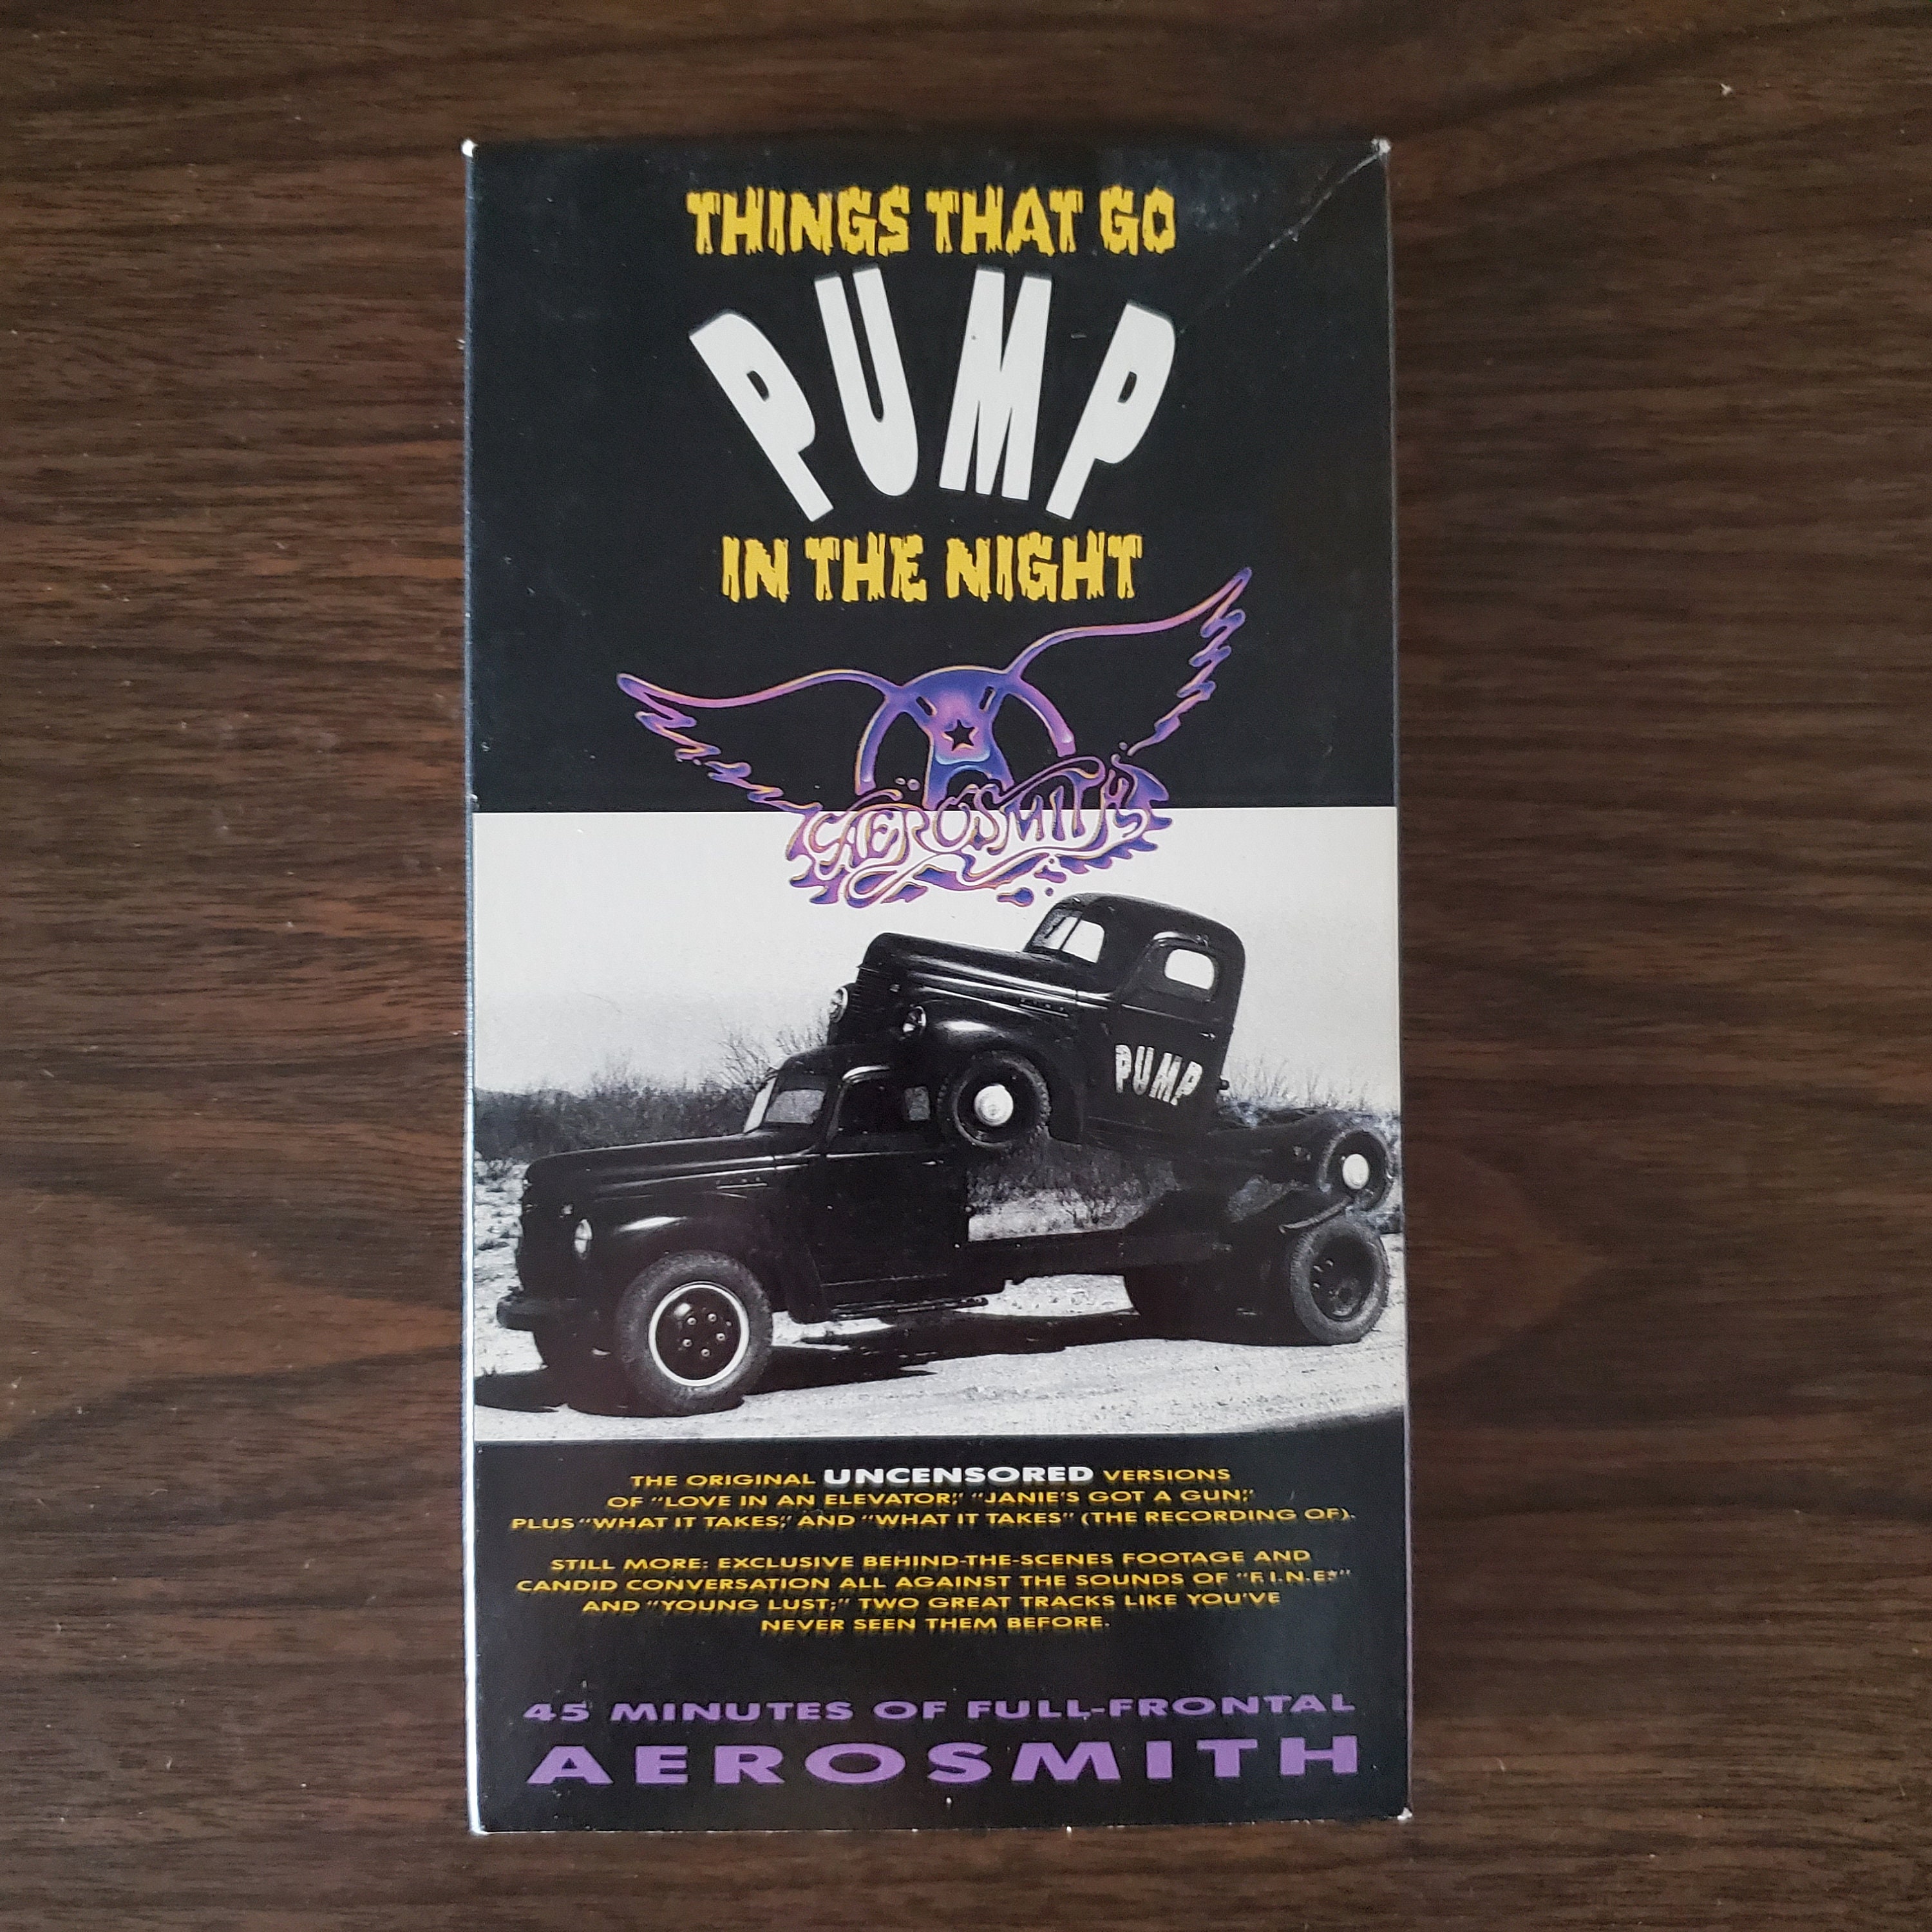 THINGS THAT GO
PUMP
IN THE NIGHT
AEROSMITH
PUMP
THE ORIGINAL UNCENSORED VERSIONS
OF "LOVE IN AN ELEVATOR," "JANIE'S GOT A GUN,"
PLUS "WHAT IT TAKES," AND "WHAT IT TAKES" (THE RECORDING OF).
STILL MORE: EXCLUSIVE BEHIND-THE-SCENES FOOTAGE AND
CANDID CONVERSATION ALL AGAINST THE SOUNDS OF "F.I.N.E.*"
AND "YOUNG LUST;" TWO GREAT TRACKS LIKE YOU'VE
NEVER SEEN THEM BEFORE.
45 MINUTES OF FULL-FRONTAL
AEROSMITH